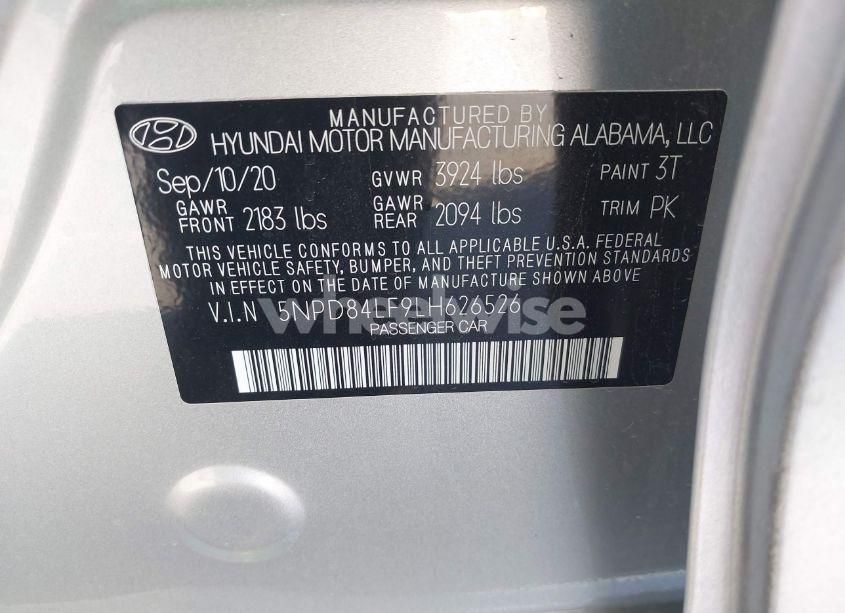 MANUFACTURED BY
HYUNDAI MOTOR MANUFACTURING ALABAMA, LLC
Sep/10/20 GVWR 3924 lbs PAINT 3T
GAWR FRONT 2183 lbs GAWR REAR 2094 lbs TRIM PK
THIS VEHICLE CONFORMS TO ALL APPLICABLE U.S.A. FEDERAL
MOTOR VEHICLE SAFETY, BUMPER, AND THEFT PREVENTION STANDARDS
IN EFFECT ON THE DATE OF MANUFACTURE SHOWN ABOVE
V.I.N 5NPD84LF9LH626526
wheelwise
PASSENGER CAR